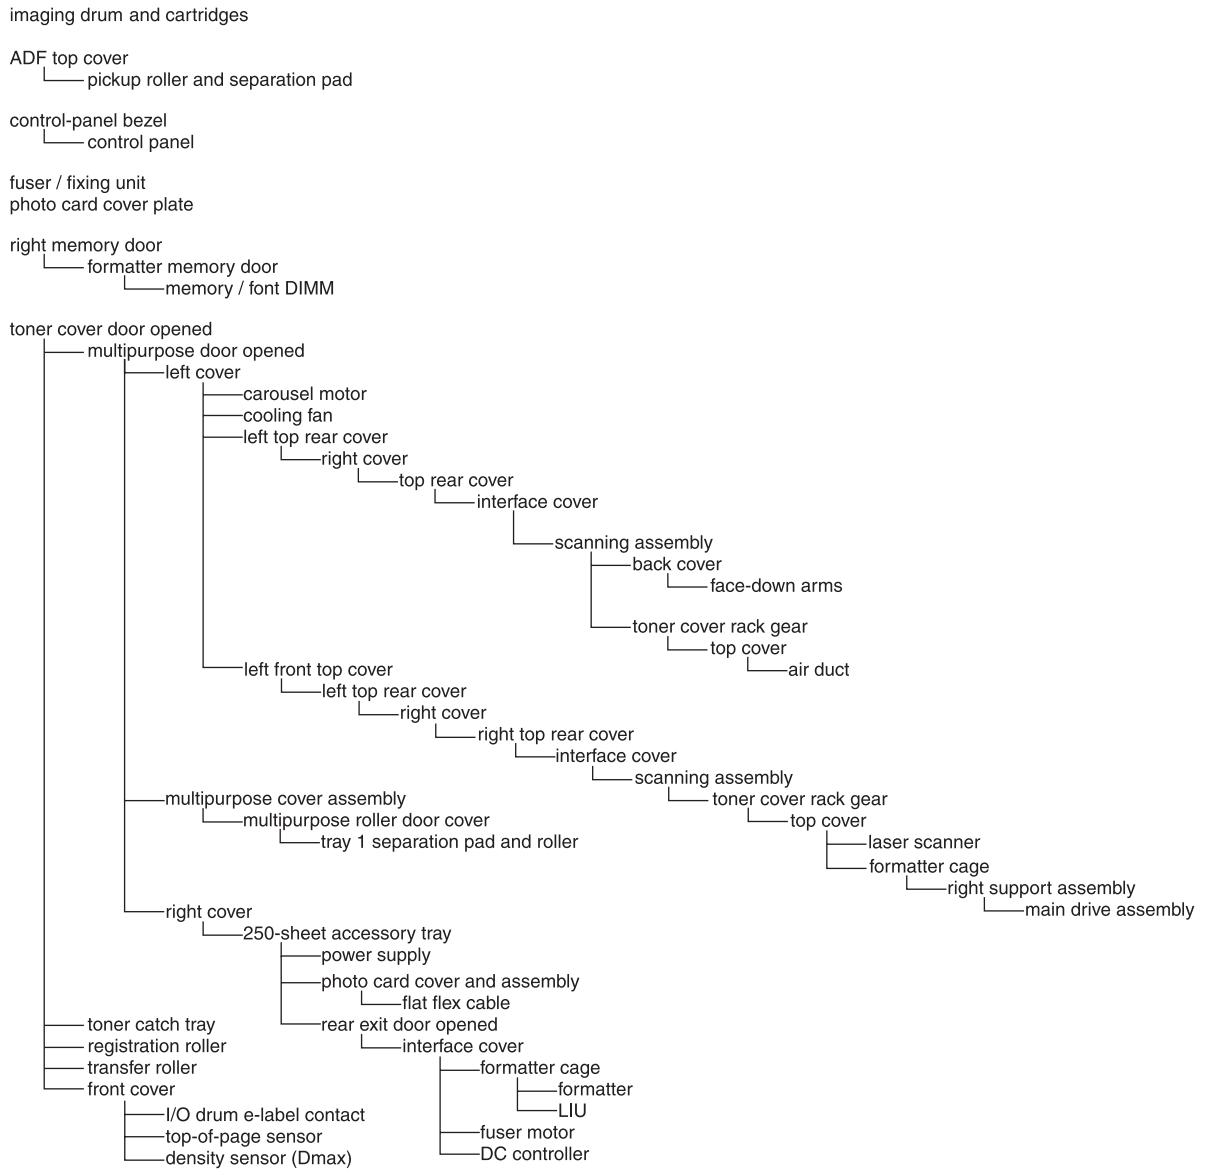 imaging drum and cartridges
ADF top cover
pickup roller and separation pad
control-panel bezel
control panel
fuser / fixing unit
photo card cover plate
right memory door
formatter memory door
memory / font DIMM
toner cover door opened
multipurpose door opened
left cover
carousel motor
cooling fan
left top rear cover
right cover
top rear cover
interface cover
scanning assembly
back cover
face-down arms
toner cover rack gear
top cover
air duct
left front top cover
left top rear cover
right cover
right top rear cover
interface cover
scanning assembly
toner cover rack gear
top cover
laser scanner
formatter cage
right support assembly
main drive assembly
multipurpose cover assembly
multipurpose roller door cover
tray 1 separation pad and roller
right cover
250-sheet accessory tray
power supply
photo card cover and assembly
flat flex cable
rear exit door opened
interface cover
formatter cage
formatter
LIU
fuser motor
DC controller
toner catch tray
registration roller
transfer roller
front cover
I/O drum e-label contact
top-of-page sensor
density sensor (Dmax)